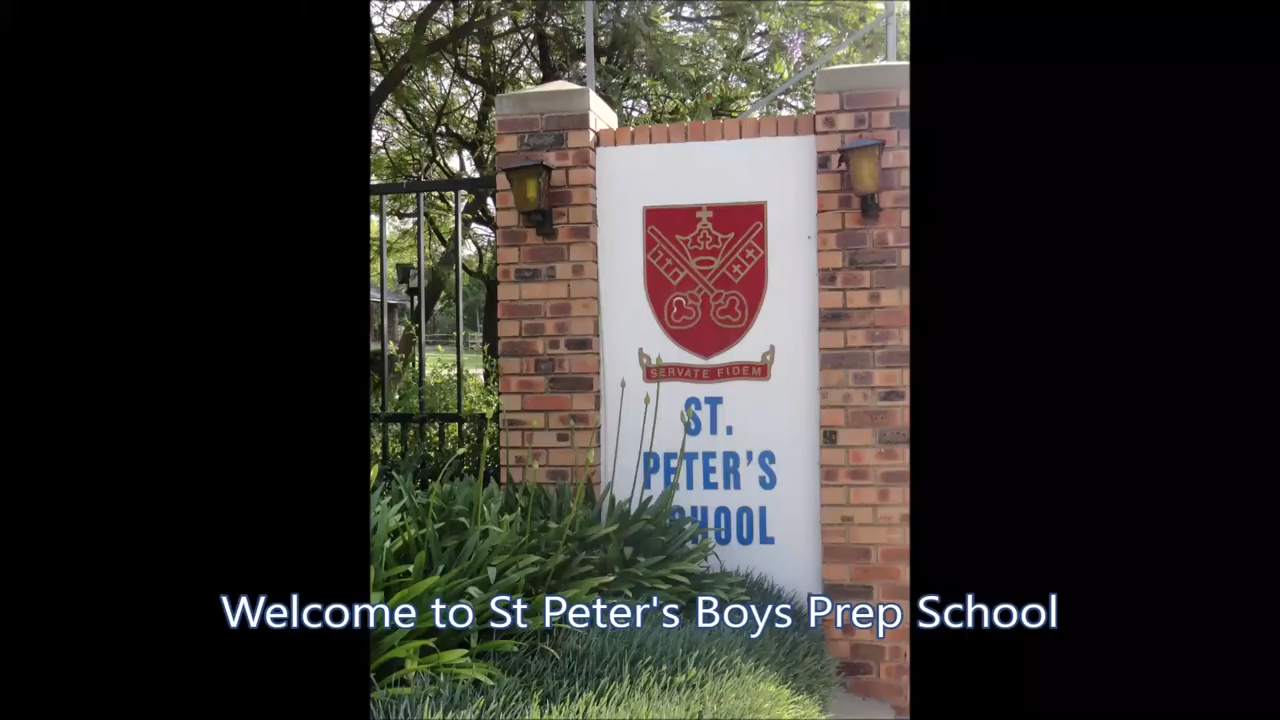 SERVATE FIDEM
ST.
PETER'S
SCHOOL
Welcome to St Peter's Boys Prep School